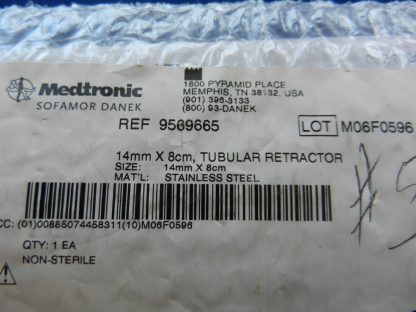 Medtronic
SOFAMOR DANEK
1800 PYRAMID PLACE
MEMPHIS, TN 38132, USA
(901) 396-3133
(800) 93-DANEK
REF 9569665
LOT M06F0596
14mm X 8cm, TUBULAR RETRACTOR
SIZE: 14mm X 8cm
MAT'L: STAINLESS STEEL
CC: (01)00885074458311(10)M06F0596
QTY: 1 EA
NON-STERILE